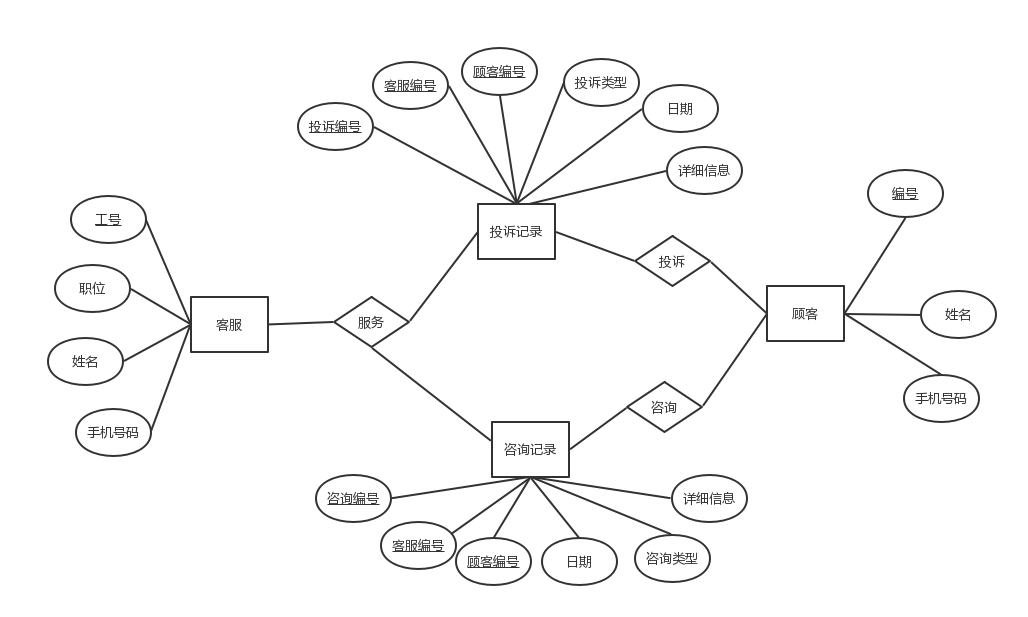 顾客编号
客服编号
投诉类型
日期
投诉编号
详细信息
编号
工号
投诉记录
投诉
职位
客服
服务
顾客
姓名
姓名
手机号码
咨询
手机号码
咨询记录
咨询编号
详细信息
客服编号
顾客编号
日期
咨询类型